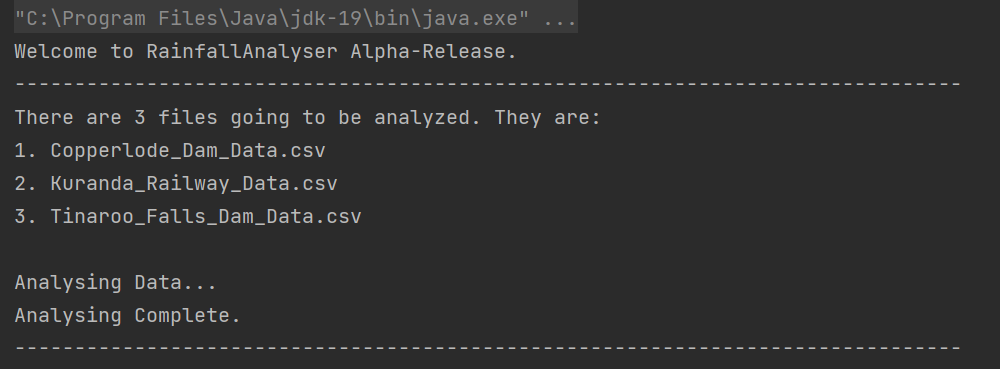 "C:\Program Files\Java\jdk-19\bin\java.exe" ...
Welcome to RainfallAnalyser Alpha-Release.
-------------------------------------------------------------------------------
There are 3 files going to be analyzed. They are:
1. Copperlode_Dam_Data.csv
2. Kuranda_Railway_Data.csv
3. Tinaroo_Falls_Dam_Data.csv
Analysing Data...
Analysing Complete.
-------------------------------------------------------------------------------